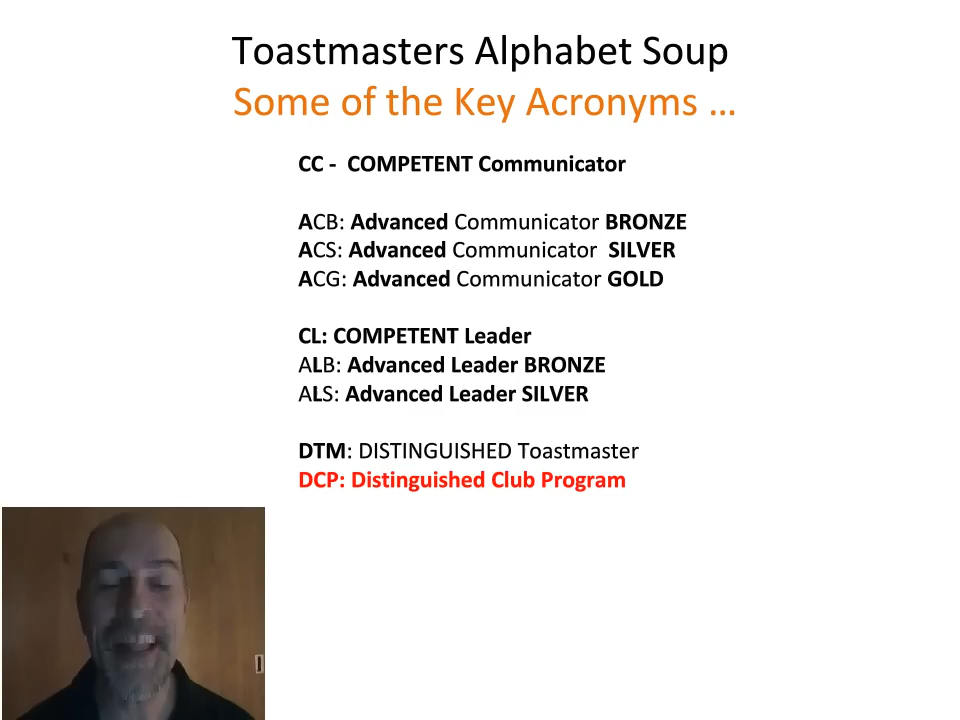 Toastmasters Alphabet Soup
Some of the Key Acronyms ...
CC - COMPETENT Communicator
ACB: Advanced Communicator BRONZE
ACS: Advanced Communicator SILVER
ACG: Advanced Communicator GOLD
CL: COMPETENT Leader
ALB: Advanced Leader BRONZE
ALS: Advanced Leader SILVER
DTM: DISTINGUISHED Toastmaster
DCP: Distinguished Club Program